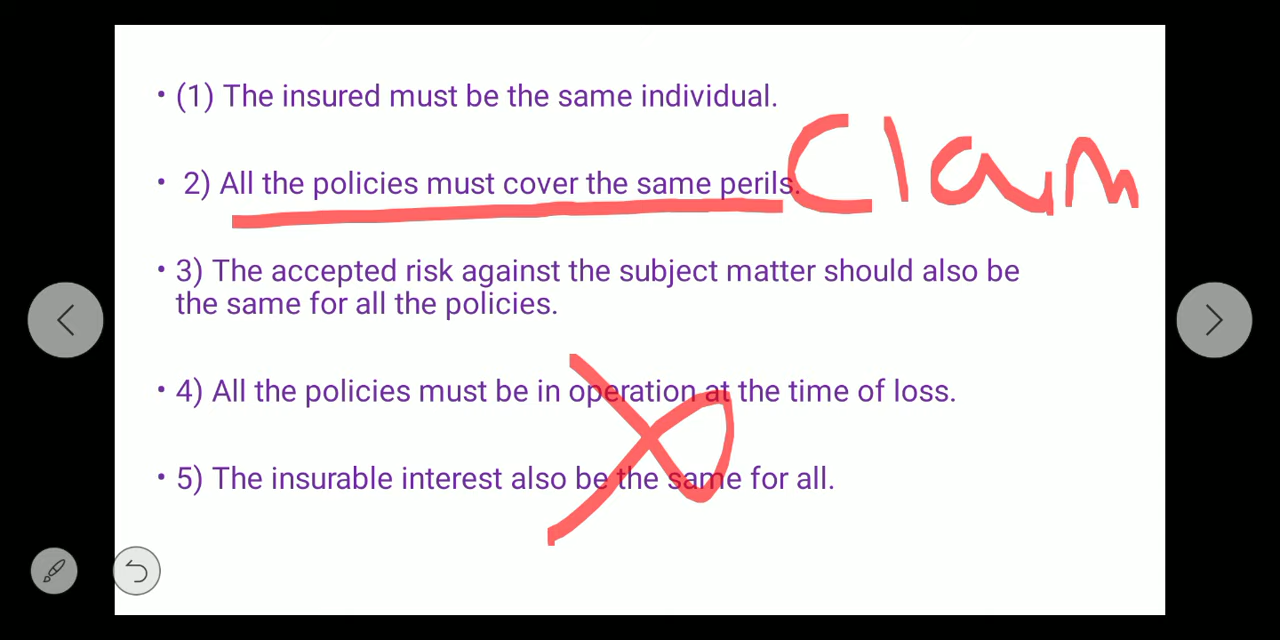 • (1) The insured must be the same individual.
• 2) All the policies must cover the same perils.
Claim
• 3) The accepted risk against the subject matter should also be
the same for all the policies.
• 4) All the policies must be in operation at the time of loss.
• 5) The insurable interest also be the same for all.